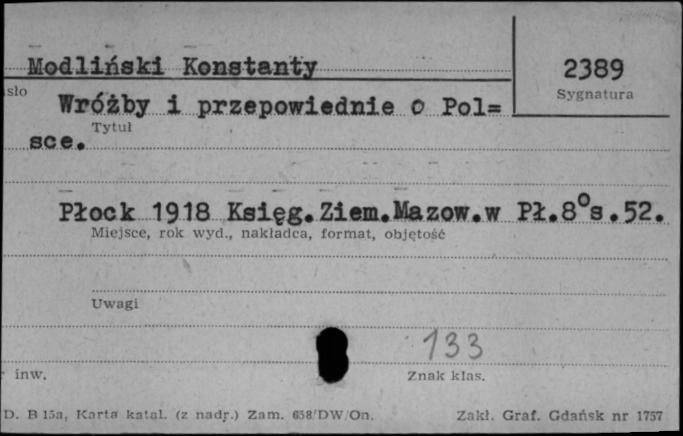 Modliński Konstanty
2389
Sygnatura
sło
Wróżby i przepowiednie o Pol=
Tytuł
sce.
Płock 1918 Księg.Ziem.Mazow.w Pł.8°s.52.
Miejsce, rok wyd., nakładca, format, objętość
Uwagi
133
inw.
Znak klas.
D. B 15a, Karta katal. (z nadr.) Zam. 658/DW/On.
Zakł. Graf. Gdańsk nr 1757